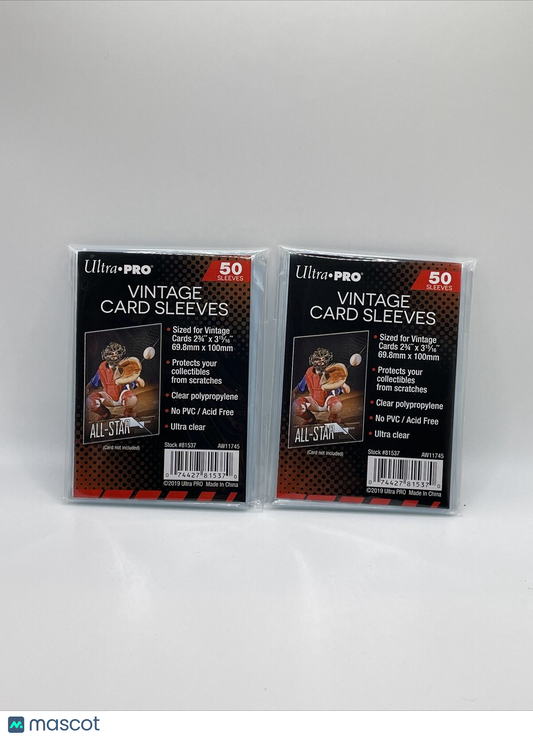 Ultra•PRO
50
SLEEVES
VINTAGE
CARD SLEEVES
• Sized for Vintage
Cards 2¾" x 3 15/16"
69.8mm x 100mm
• Protects your
collectibles
from scratches
• Clear polypropylene
• No PVC / Acid Free
• Ultra clear
ALL-STAR
(Card not included)
Stock #81537
AW11745
0 74427 81537 0
©2019 Ultra PRO Made In China
Ultra•PRO
50
SLEEVES
VINTAGE
CARD SLEEVES
• Sized for Vintage
Cards 2¾" x 3 15/16"
69.8mm x 100mm
• Protects your
collectibles
from scratches
• Clear polypropylene
• No PVC / Acid Free
• Ultra clear
ALL-STAR
(Card not included)
Stock #81537
AW11745
0 74427 81537 0
©2019 Ultra PRO Made In China
mascot